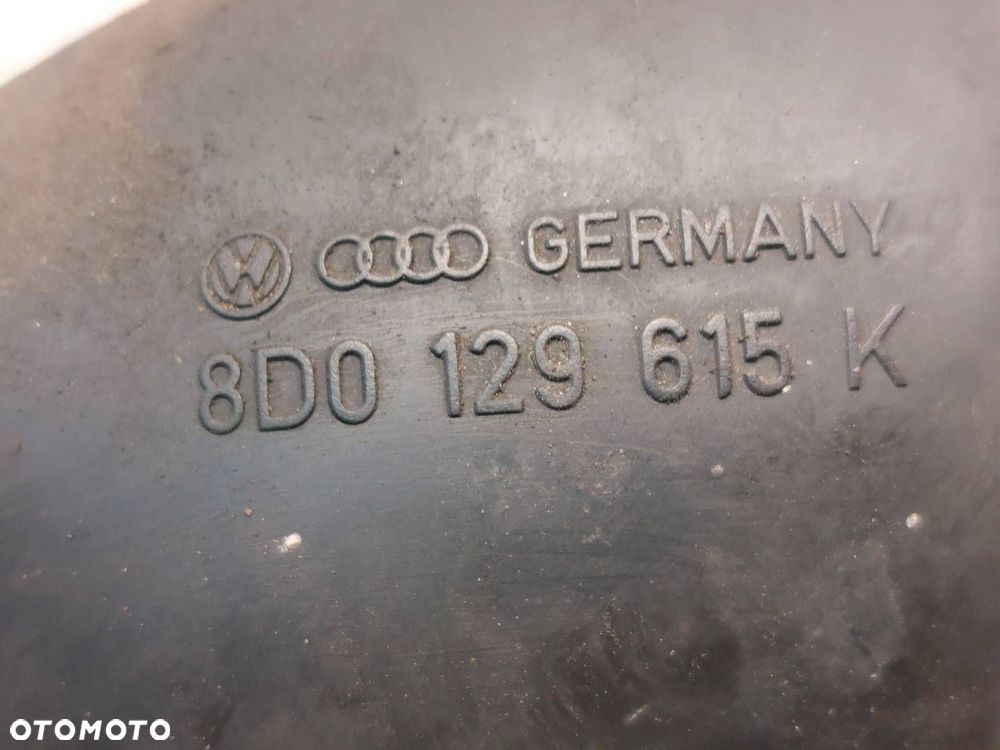 GERMANY
8D0 129 615 K
OTOMOTO